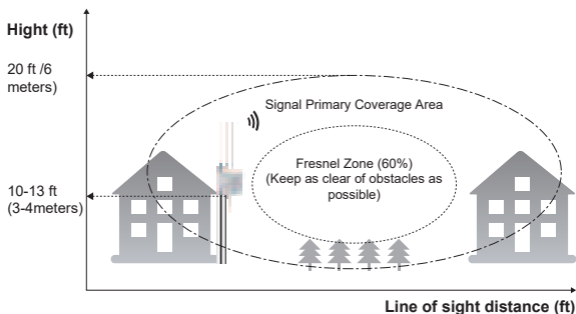 Hight (ft)
20 ft /6
meters)
Signal Primary Coverage Area
Fresnel Zone (60%)
(Keep as clear of obstacles as
possible)
10-13 ft
(3-4meters)
Line of sight distance (ft)